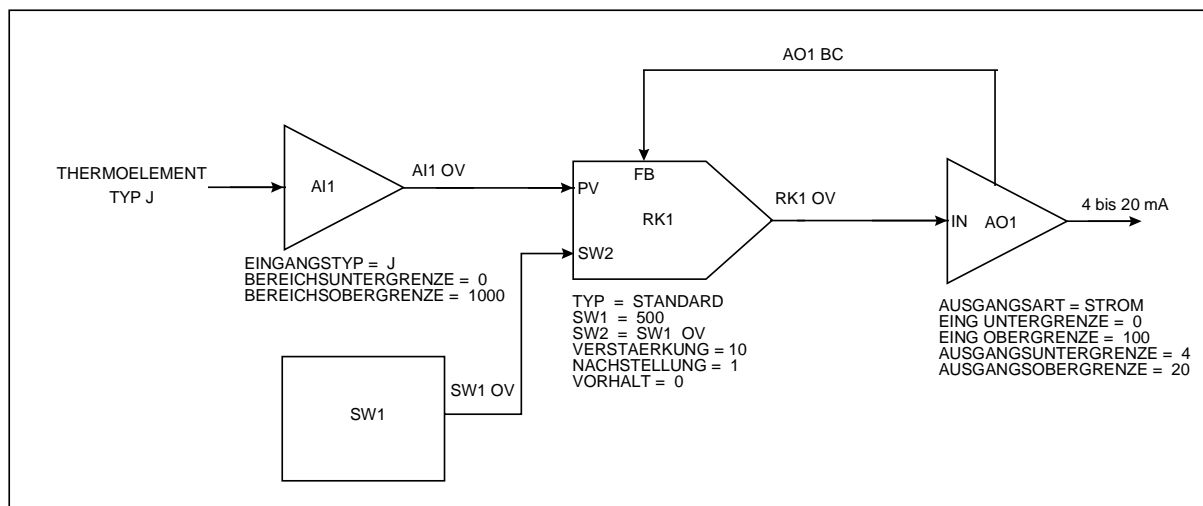 AO1 BC
THERMOELEMENT
TYP J
AI1
AI1 OV
PV
FB
RK1
SW2
RK1 OV
IN
AO1
4 bis 20 mA
EINGANGSTYP = J
BEREICHSUNTERGRENZE = 0
BEREICHSOBERGRENZE = 1000
TYP = STANDARD
SW1 = 500
SW2 = SW1 OV
VERSTAERKUNG = 10
NACHSTELLUNG = 1
VORHALT = 0
AUSGANGSART = STROM
EING UNTERGRENZE = 0
EING OBERGRENZE = 100
AUSGANGSUNTERGRENZE = 4
AUSGANGSOBERGRENZE = 20
SW1
SW1 OV